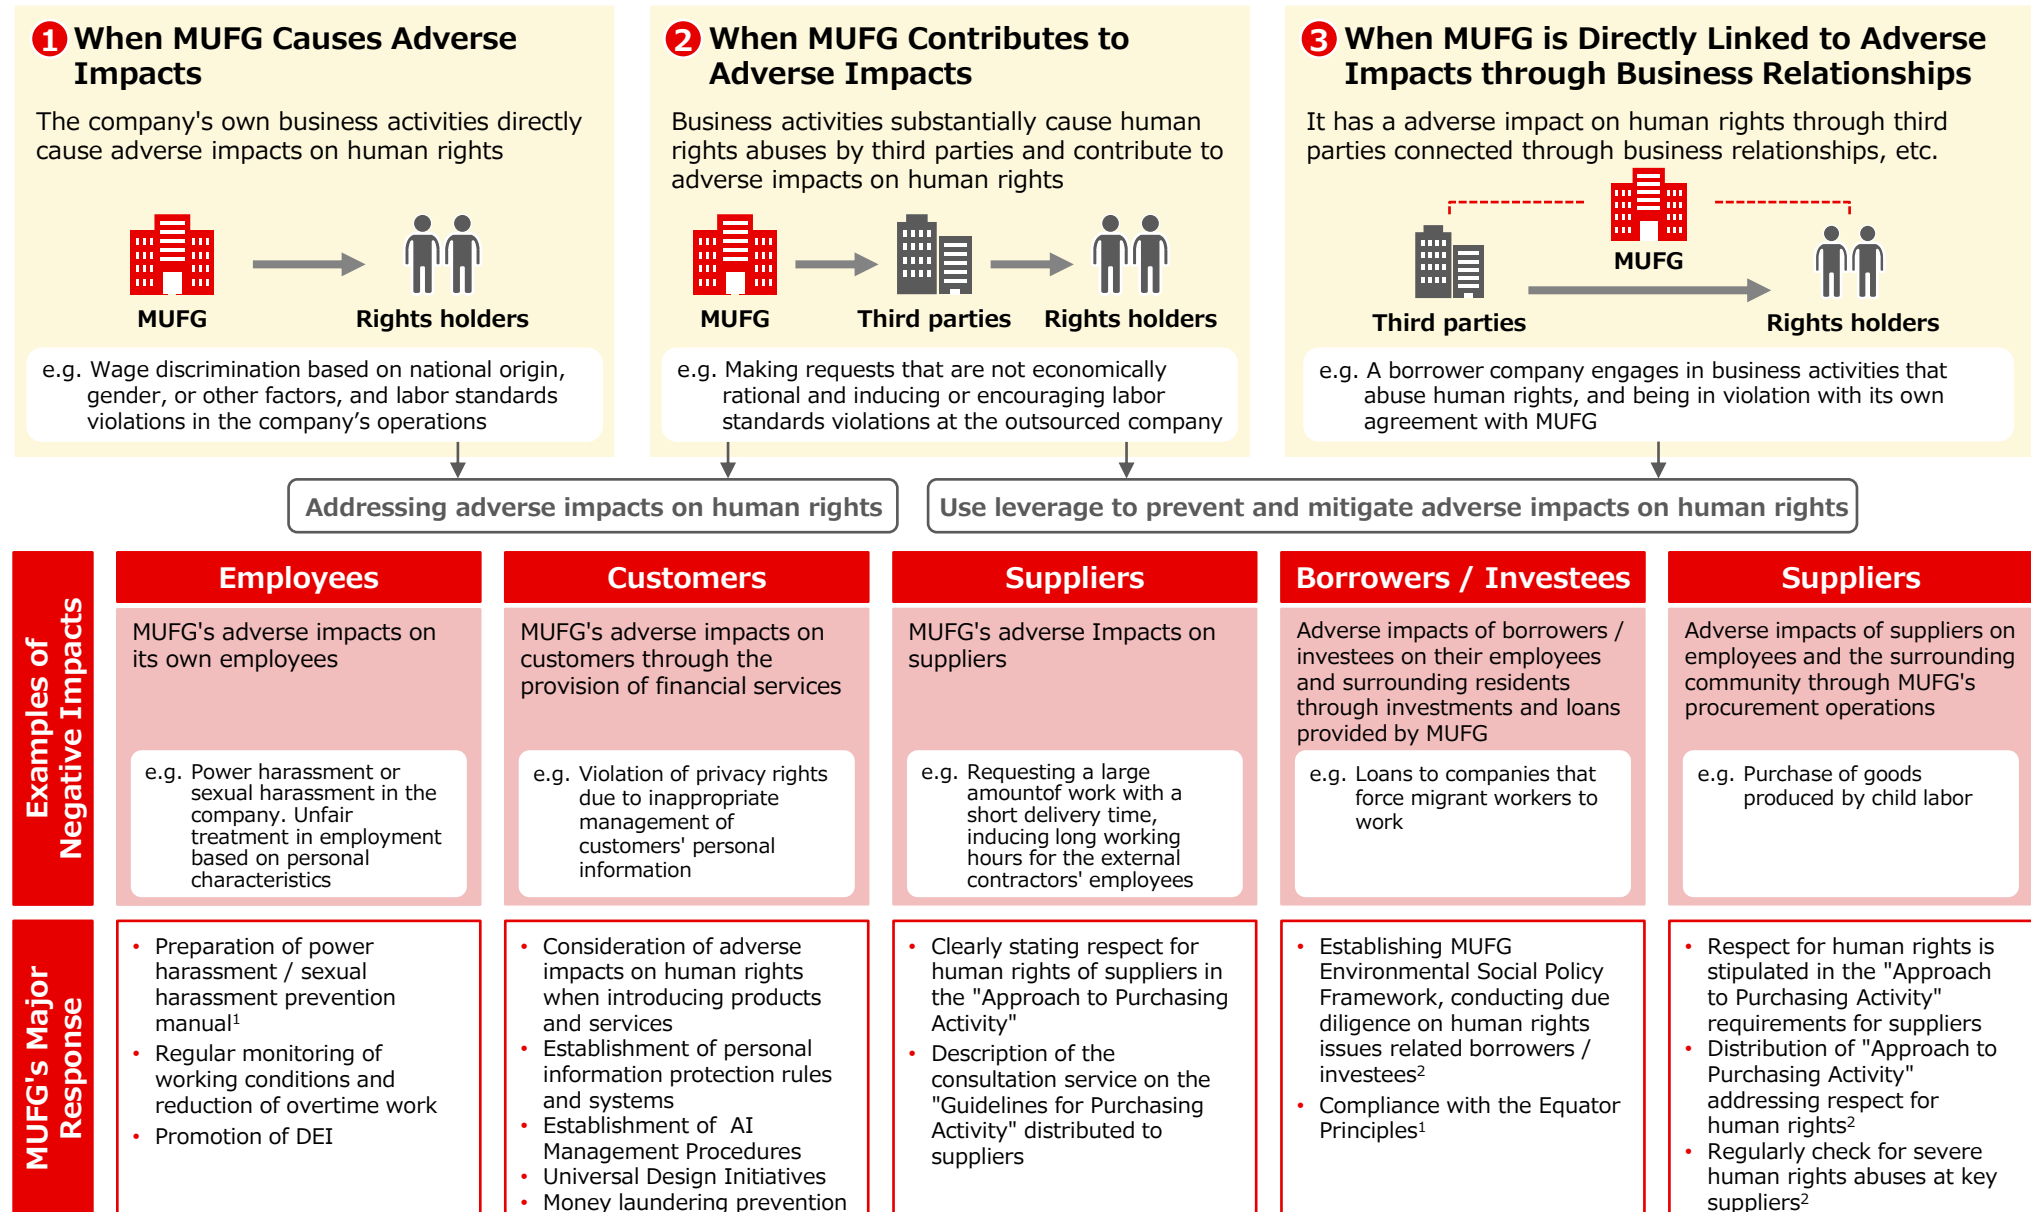 1 When MUFG Causes Adverse
Impacts
The company's own business activities directly
cause adverse impacts on human rights
MUFG
Rights holders
e.g. Wage discrimination based on national origin,
gender, or other factors, and labor standards
violations in the company's operations
2 When MUFG Contributes to
Adverse Impacts
Business activities substantially cause human
rights abuses by third parties and contribute to
adverse impacts on human rights
MUFG
Third parties
Rights holders
e.g. Making requests that are not economically
rational and inducing or encouraging labor
standards violations at the outsourced company
3 When MUFG is Directly Linked to Adverse
Impacts through Business Relationships
It has a adverse impact on human rights through third
parties connected through business relationships, etc.
MUFG
Third parties
Rights holders
e.g. A borrower company engages in business activities that
abuse human rights, and being in violation with its own
agreement with MUFG
Addressing adverse impacts on human rights
Use leverage to prevent and mitigate adverse impacts on human rights
Examples of
Negative Impacts
Employees
MUFG's adverse impacts on
its own employees
e.g. Power harassment or
sexual harassment in the
company. Unfair
treatment in employment
based on personal
characteristics
Customers
MUFG's adverse impacts on
customers through the
provision of financial services
e.g. Violation of privacy rights
due to inappropriate
management of
customers' personal
information
Suppliers
MUFG's adverse Impacts on
suppliers
e.g. Requesting a large
amountof work with a
short delivery time,
inducing long working
hours for the external
contractors' employees
Borrowers / Investees
Adverse impacts of borrowers /
investees on their employees
and surrounding residents
through investments and loans
provided by MUFG
e.g. Loans to companies that
force migrant workers to
work
Suppliers
Adverse impacts of suppliers on
employees and the surrounding
community through MUFG's
procurement operations
e.g. Purchase of goods
produced by child labor
MUFG's Major
Response
• Preparation of power
harassment / sexual
harassment prevention
manual¹
• Regular monitoring of
working conditions and
reduction of overtime work
• Promotion of DEI
• Consideration of adverse
impacts on human rights
when introducing products
and services
• Establishment of personal
information protection rules
and systems
• Establishment of AI
Management Procedures
• Universal Design Initiatives
• Money laundering prevention
• Clearly stating respect for
human rights of suppliers in
the "Approach to Purchasing
Activity"
• Description of the
consultation service on the
"Guidelines for Purchasing
Activity" distributed to
suppliers
• Establishing MUFG
Environmental Social Policy
Framework, conducting due
diligence on human rights
issues related borrowers /
investees²
• Compliance with the Equator
Principles¹
• Respect for human rights is
stipulated in the "Approach
to Purchasing Activity"
requirements for suppliers
• Distribution of "Approach to
Purchasing Activity"
addressing respect for
human rights²
• Regularly check for severe
human rights abuses at key
suppliers²